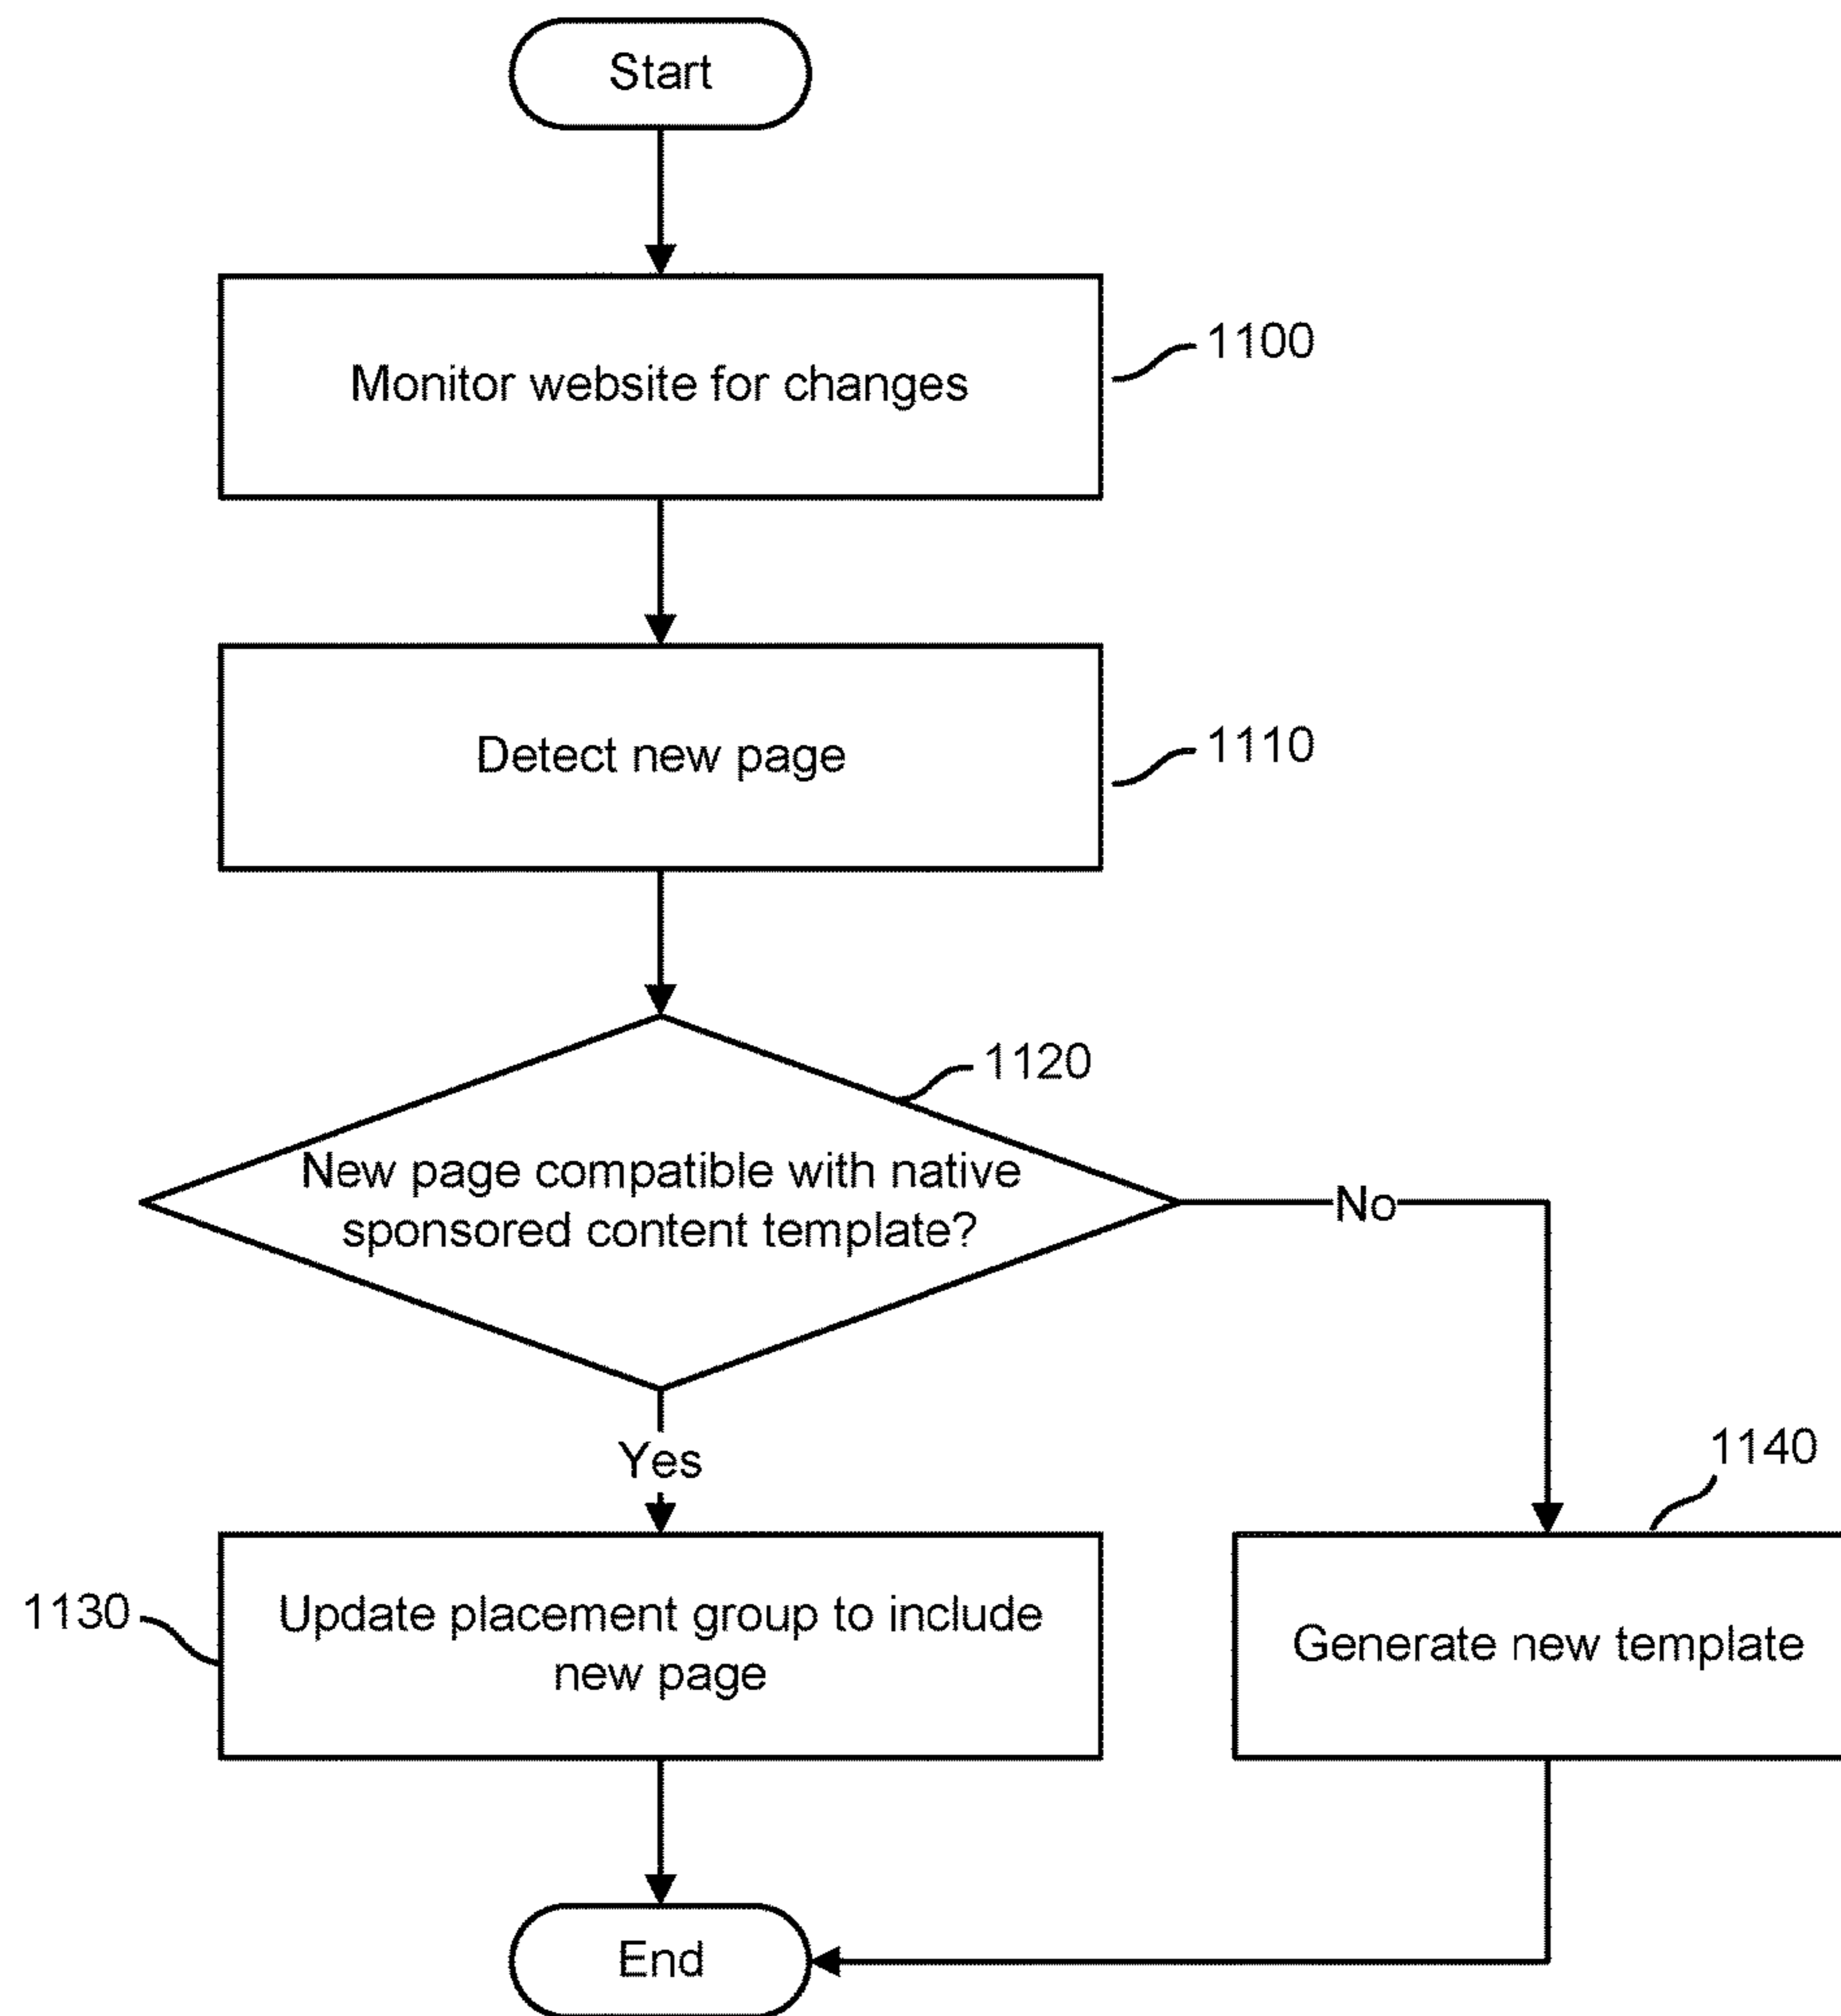 Start
Monitor website for changes
1100
Detect new page
1110
1120
New page compatible with native
sponsored content template?
No
Yes
1140
1130
Update placement group to include
new page
Generate new template
End